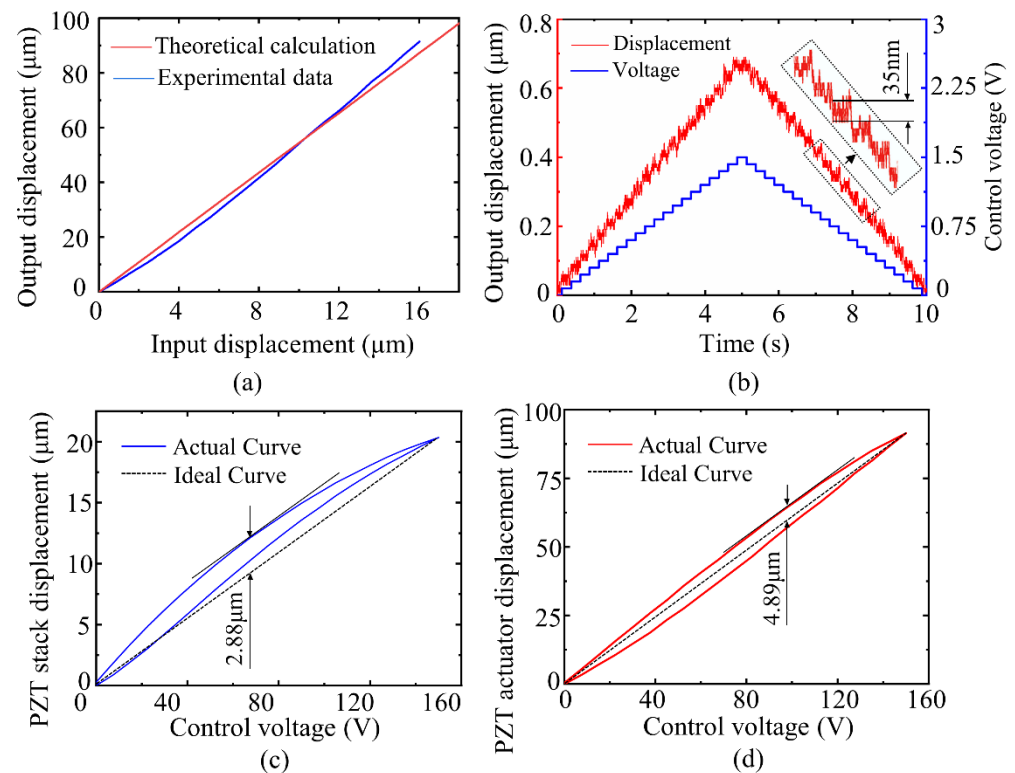 100
80
60
40
20
0
Output displacement (μm)
Theoretical calculation
Experimental data
0
4
8
12
16
Input displacement (μm)
(a)
0.8
0.6
0.4
0.2
0
Output displacement (μm)
Displacement
Voltage
35nm
3
2.25
1.5
0.75
0
Control voltage (V)
0
2
4
6
8
10
Time (s)
(b)
20
15
10
5
0
PZT stack displacement (μm)
Actual Curve
Ideal Curve
2.88μm
0
40
80
120
160
Control voltage (V)
(c)
100
75
50
25
0
PZT actuator displacement (μm)
Actual Curve
Ideal Curve
4.89μm
0
40
80
120
160
Control voltage (V)
(d)